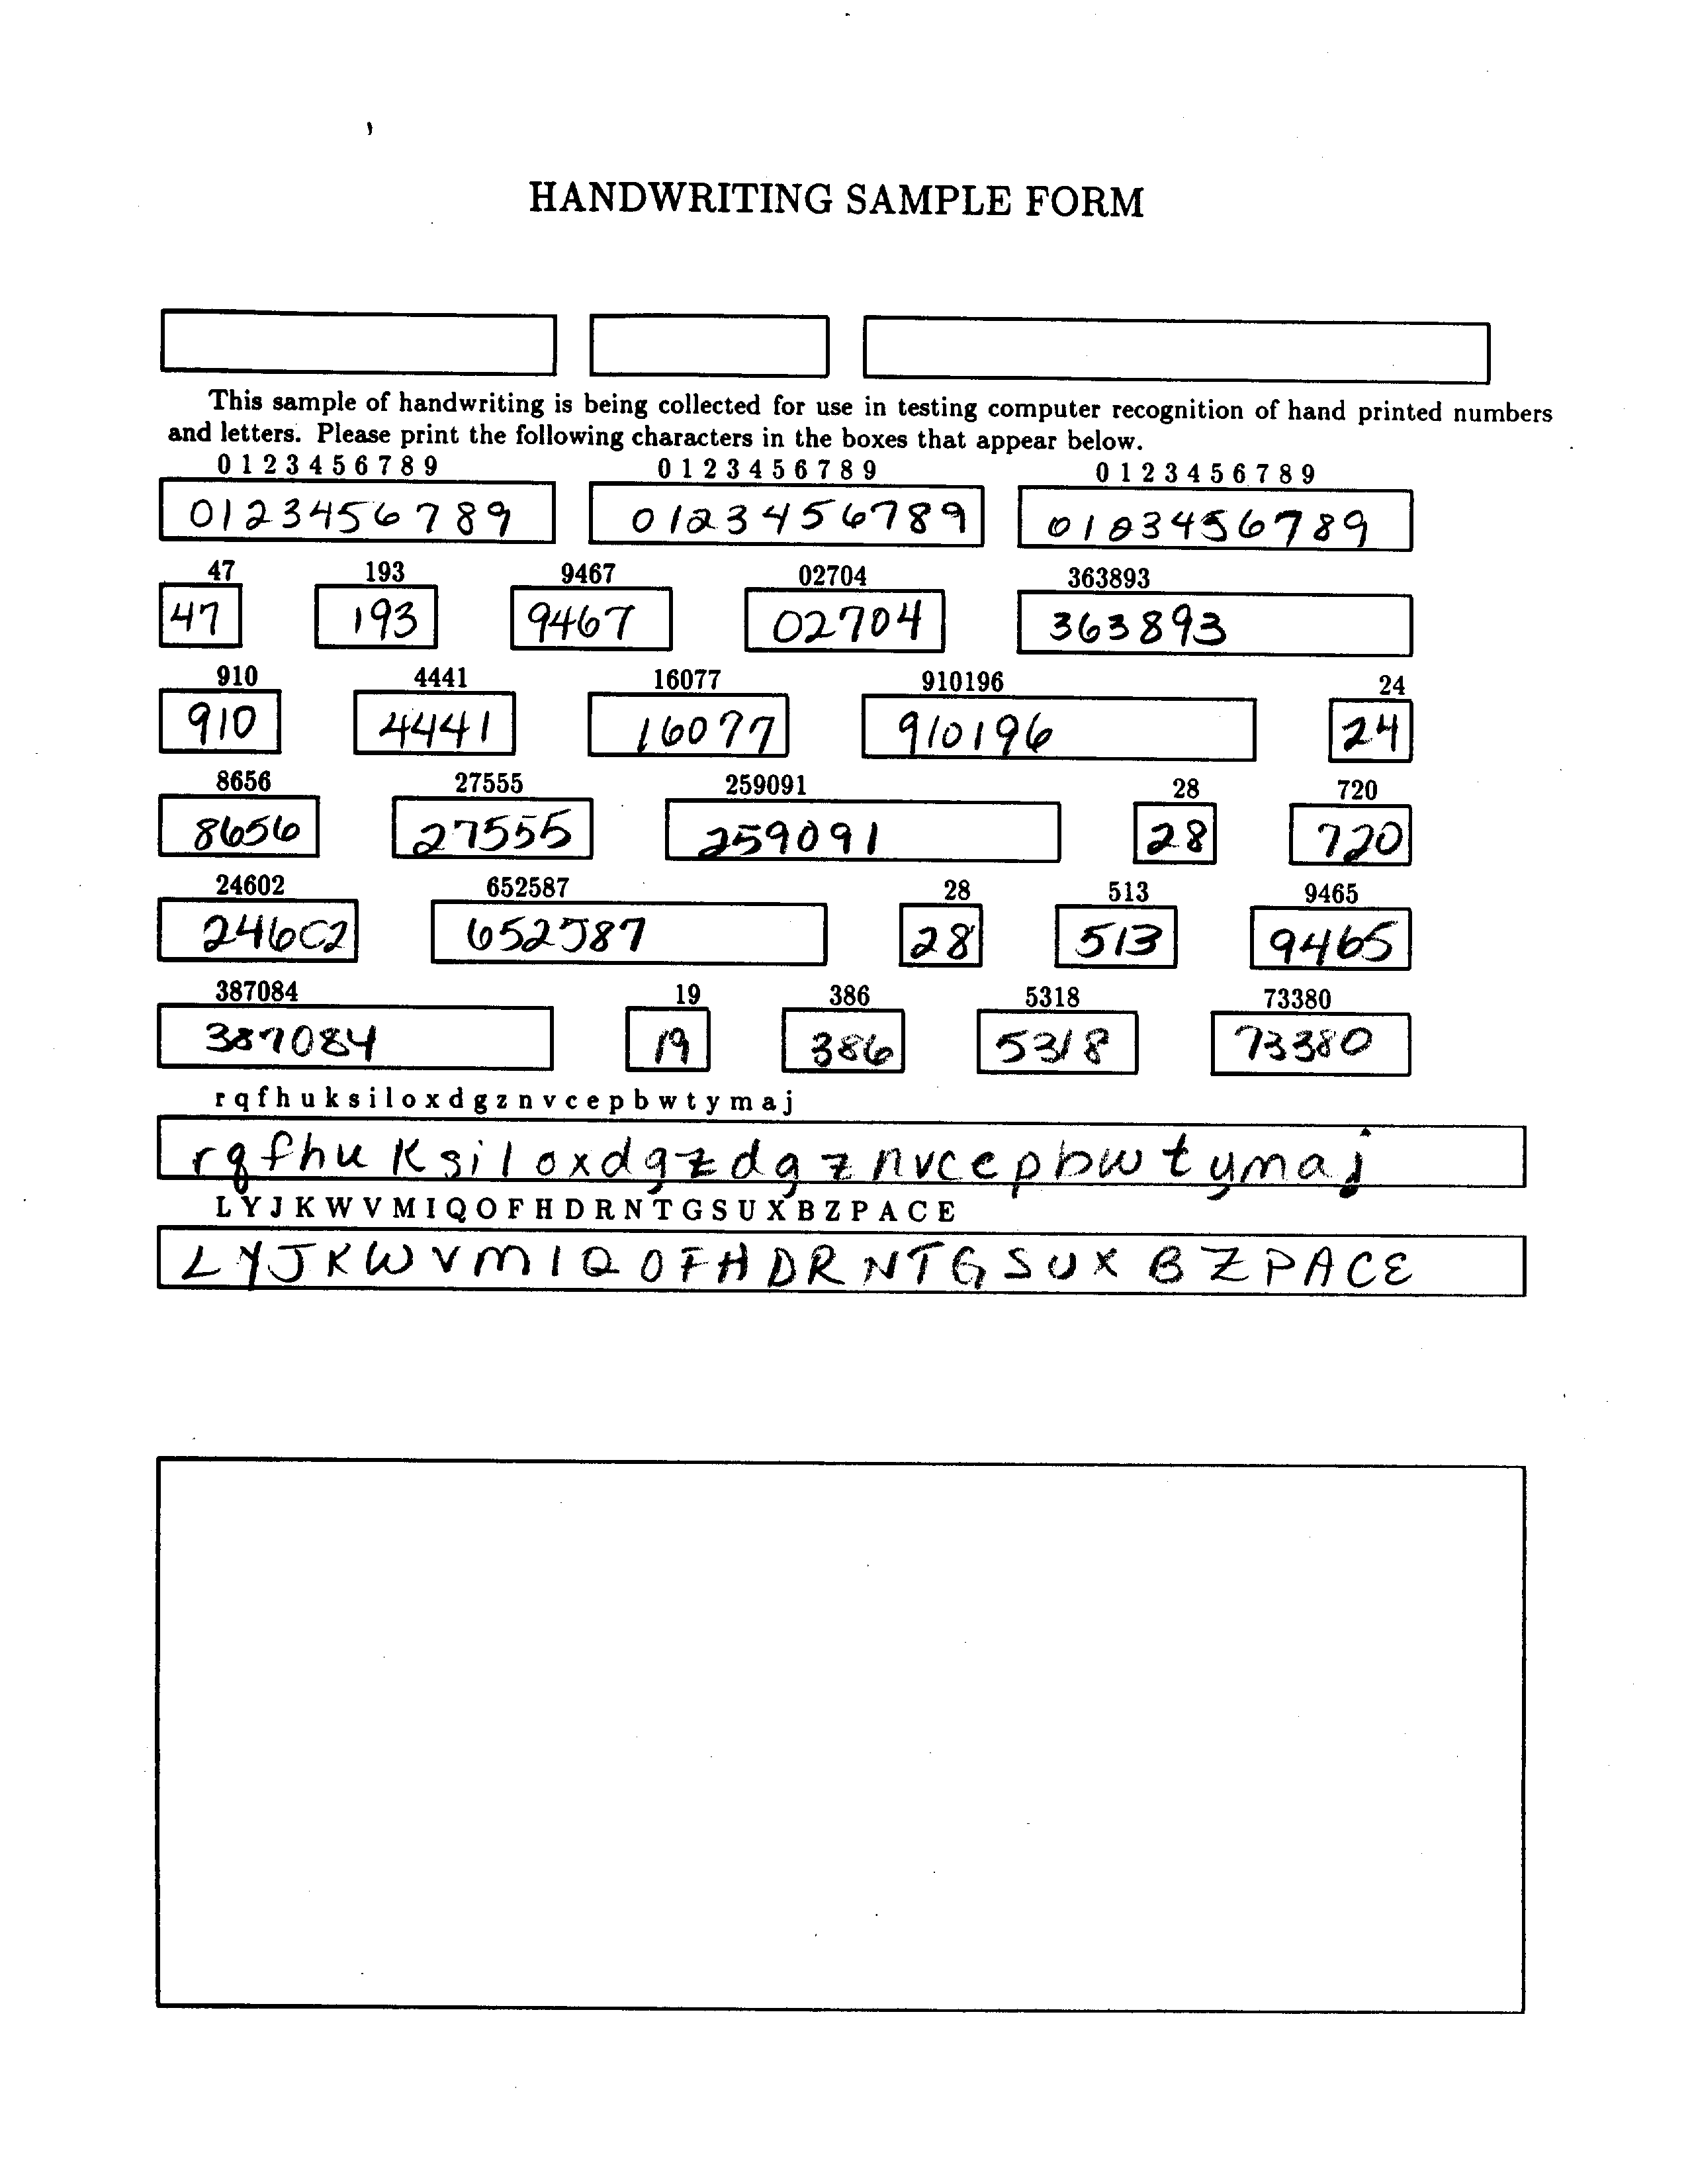 HANDWRITING SAMPLE FORM
This sample of handwriting is being collected for use in testing computer recognition of hand printed numbers
and letters. Please print the following characters in the boxes that appear below.
0 1 2 3 4 5 6 7 8 9 0 1 2 3 4 5 6 7 8 9 0 1 2 3 4 5 6 7 8 9
0123456789 0123456789 0123456789
47 193 9467 02704 363893
47 193 9467 02704 363893
910 4441 16077 910196 24
910 4441 16077 910196 24
8656 27555 259091 28 720
8656 27555 259091 28 720
24602 652587 28 513 9465
24602 652587 28 513 9465
387084 19 386 5318 73380
387084 19 386 5318 73380
r q f h u k s i l o x d g z n v c e p b w t y m a j
r q f h u k s i l o x d g z d g z n v c e p b w t y m a j
L Y J K W V M I Q O F H D R N T G S U X B Z P A C E
L Y J K W V M I Q O F H D R N T G S U X B Z P A C E